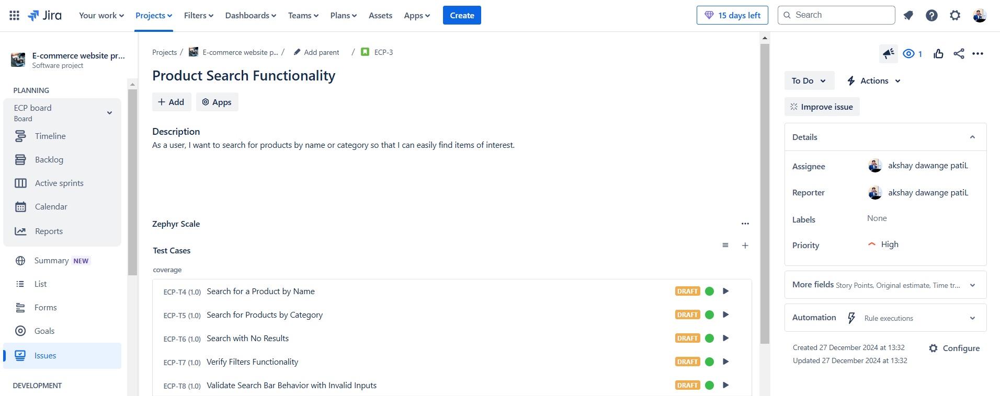 Jira Your work Projects Filters Dashboards Teams Plans Assets Apps Create 15 days left Search
E-commerce website pr...
Software project
PLANNING
ECP board
Board
Timeline
Backlog
Active sprints
Calendar
Reports
Summary NEW
List
Forms
Goals
Issues
DEVELOPMENT
Projects / E-commerce website p... / Add parent / ECP-3
Product Search Functionality
Add Apps
Description
As a user, I want to search for products by name or category so that I can easily find items of interest.
Zephyr Scale
Test Cases
coverage
ECP-T4 (1.0) Search for a Product by Name DRAFT
ECP-T5 (1.0) Search for Products by Category DRAFT
ECP-T6 (1.0) Search with No Results DRAFT
ECP-T7 (1.0) Verify Filters Functionality DRAFT
ECP-T8 (1.0) Validate Search Bar Behavior with Invalid Inputs DRAFT
1
To Do Actions
Improve issue
Details
Assignee akshay dawange patiL
Reporter akshay dawange patiL
Labels None
Priority High
More fields Story Points, Original estimate, Time tr...
Automation Rule executions
Created 27 December 2024 at 13:32 Configure
Updated 27 December 2024 at 13:32